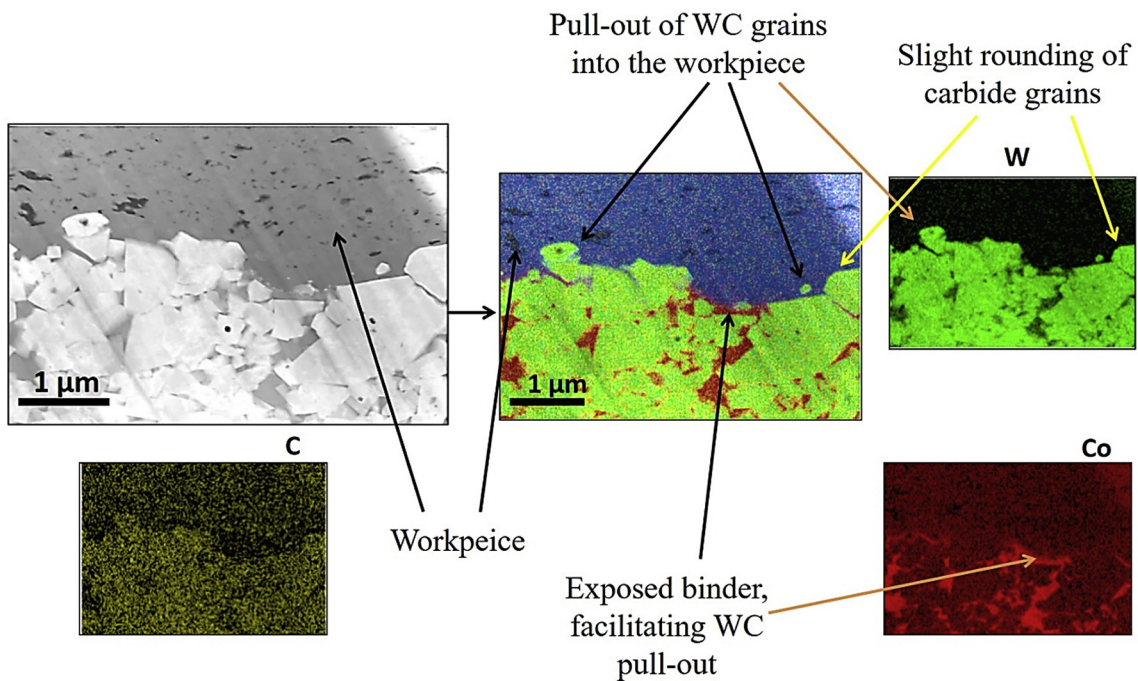 Pull-out of WC grains
into the workpiece
Slight rounding of
carbide grains
W
1 µm
1 µm
C
Co
Workpeice
Exposed binder,
facilitating WC
pull-out